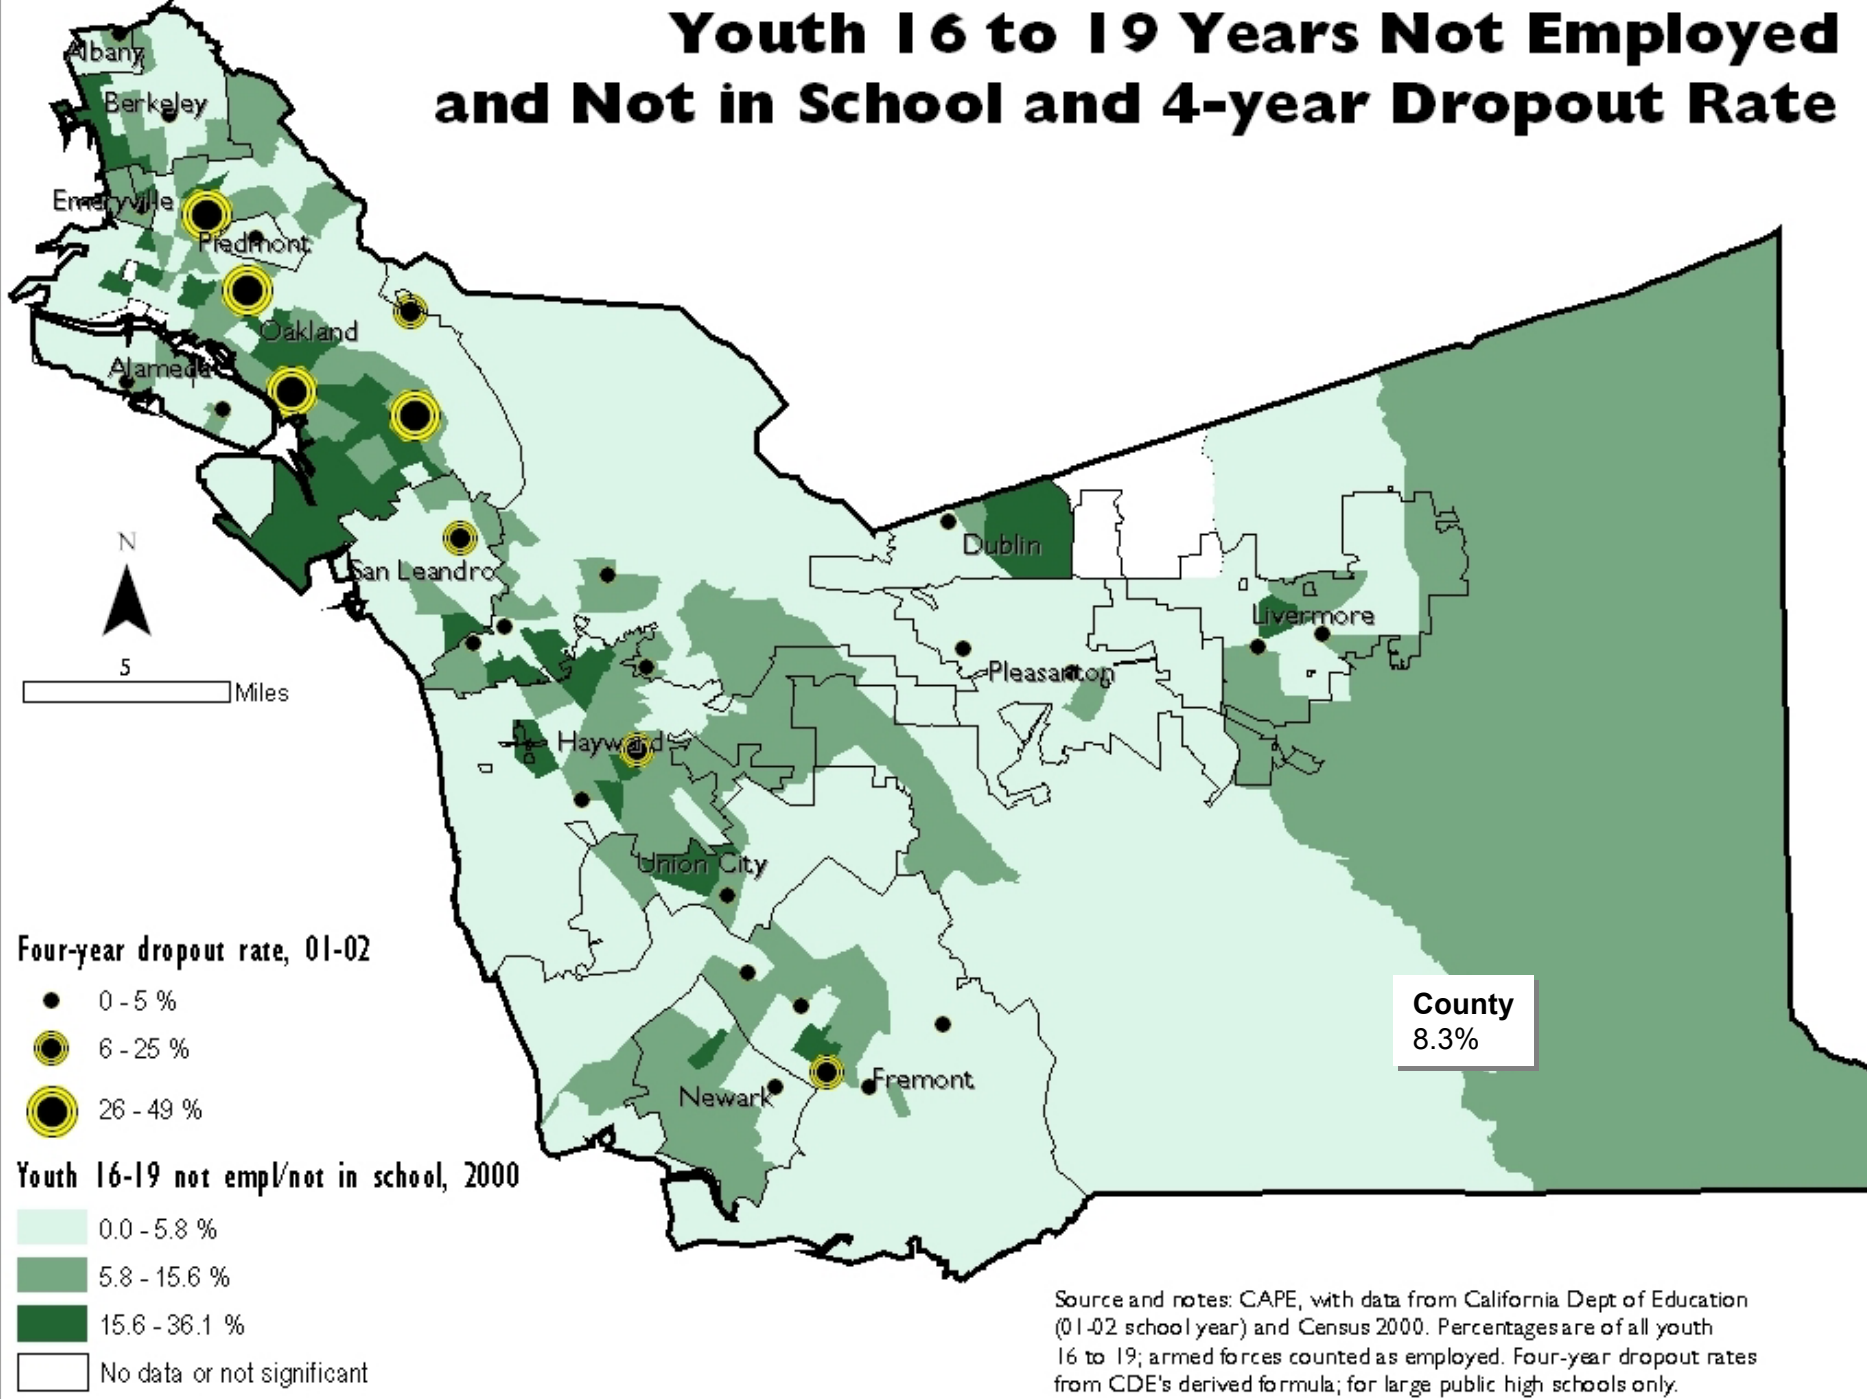 Youth 16 to 19 Years Not Employed
and Not in School and 4-year Dropout Rate
Albany
Berkeley
Emeryville
Piedmont
Oakland
Alameda
San Leandro
Dublin
Livermore
Pleasanton
Hayward
Union City
Newark
Fremont
N
5
Miles
County
8.3%
Four-year dropout rate, 01-02
0 - 5 %
6 - 25 %
26 - 49 %
Youth 16-19 not empl/not in school, 2000
0.0 - 5.8 %
5.8 - 15.6 %
15.6 - 36.1 %
No data or not significant
Source and notes: CAPE, with data from California Dept of Education
(01-02 school year) and Census 2000. Percentages are of all youth
16 to 19; armed forces counted as employed. Four-year dropout rates
from CDE's derived formula; for large public high schools only.